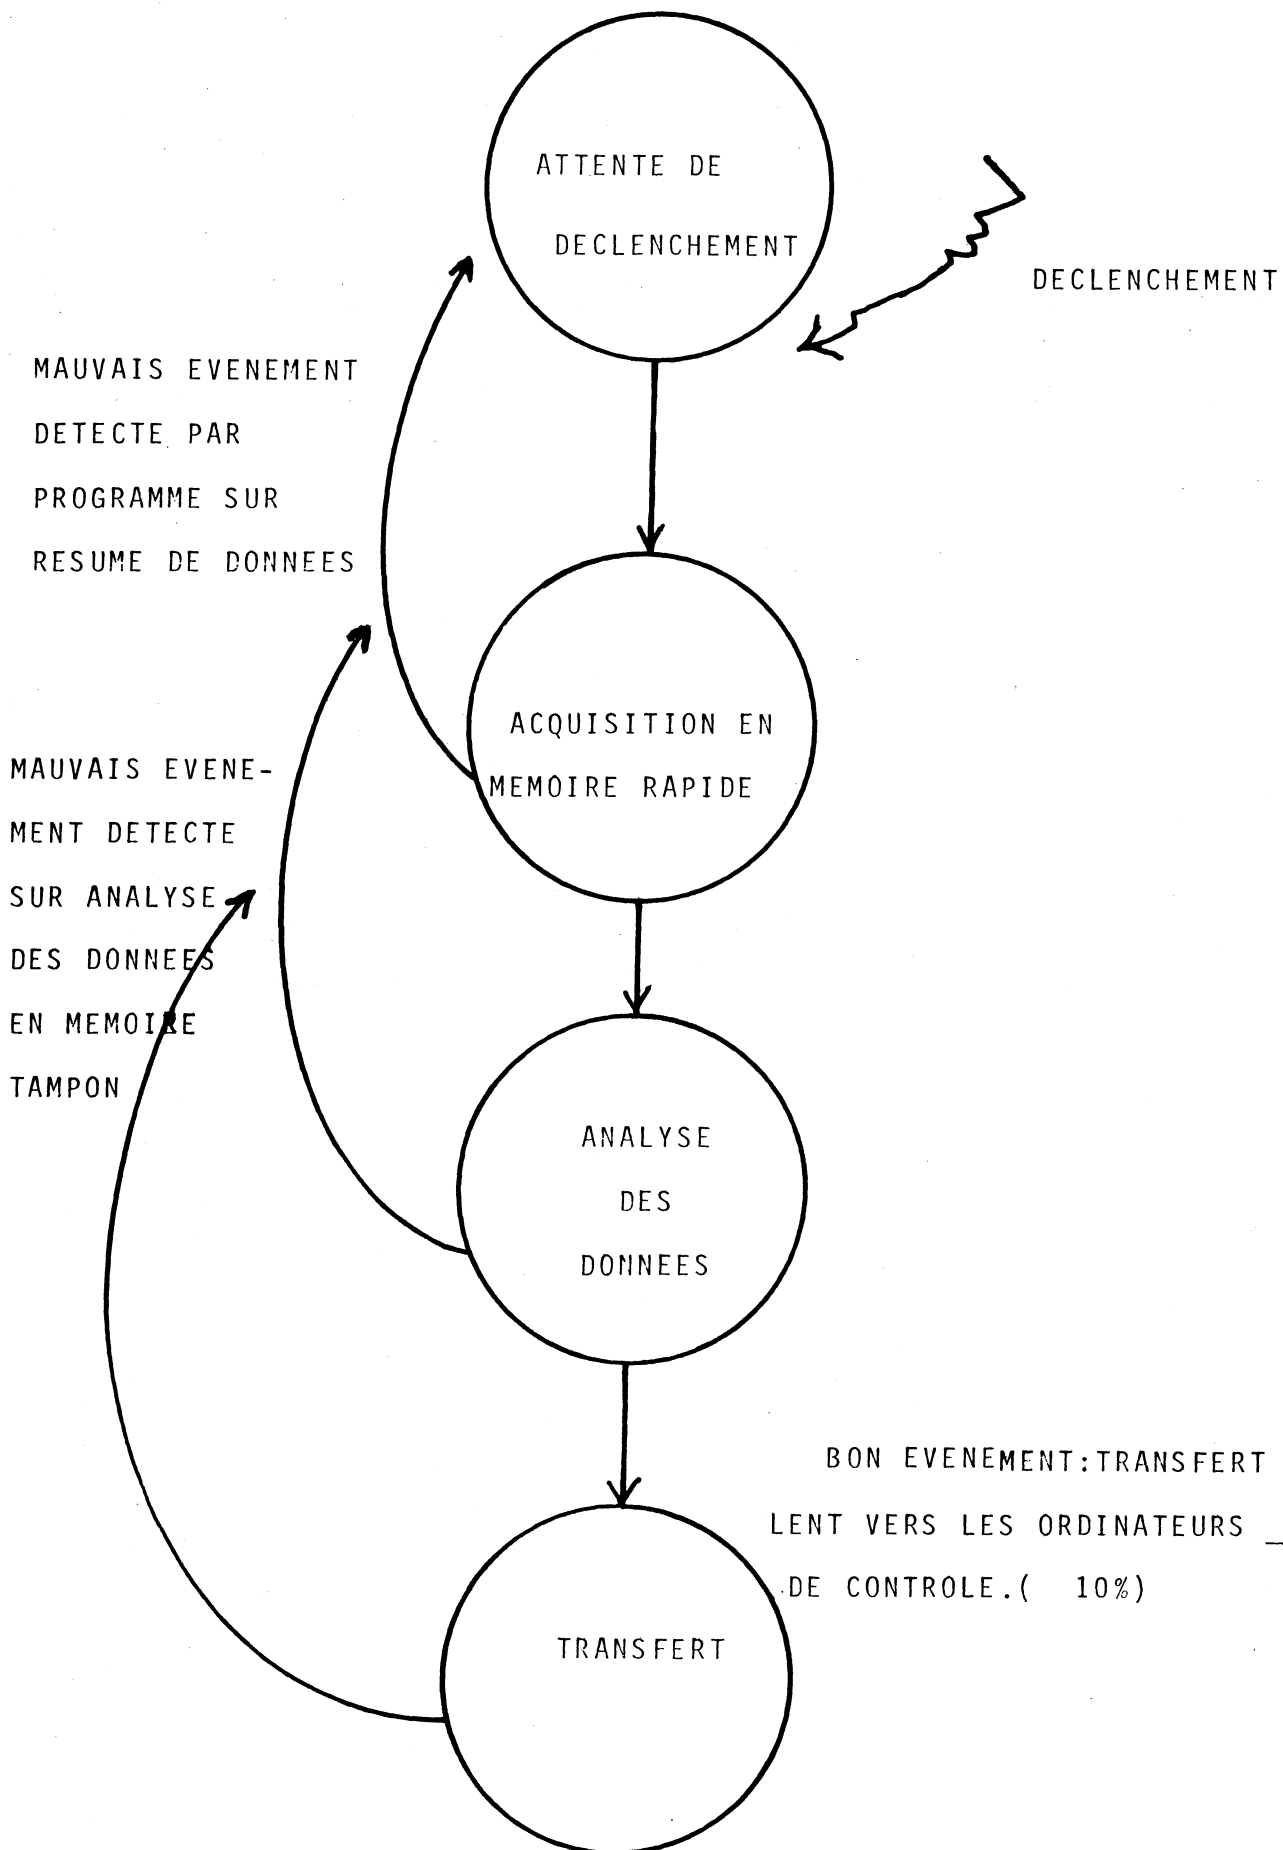 ATTENTE DE
DECLENCHEMENT
DECLENCHEMENT
MAUVAIS EVENEMENT
DETECTE PAR
PROGRAMME SUR
RESUME DE DONNEES
ACQUISITION EN
MEMOIRE RAPIDE
MAUVAIS EVENE-
MENT DETECTE
SUR ANALYSE
DES DONNEES
EN MEMOIRE
TAMPON
ANALYSE
DES
DONNEES
BON EVENEMENT:TRANSFERT
LENT VERS LES ORDINATEURS _
DE CONTROLE.( 10%)
TRANSFERT